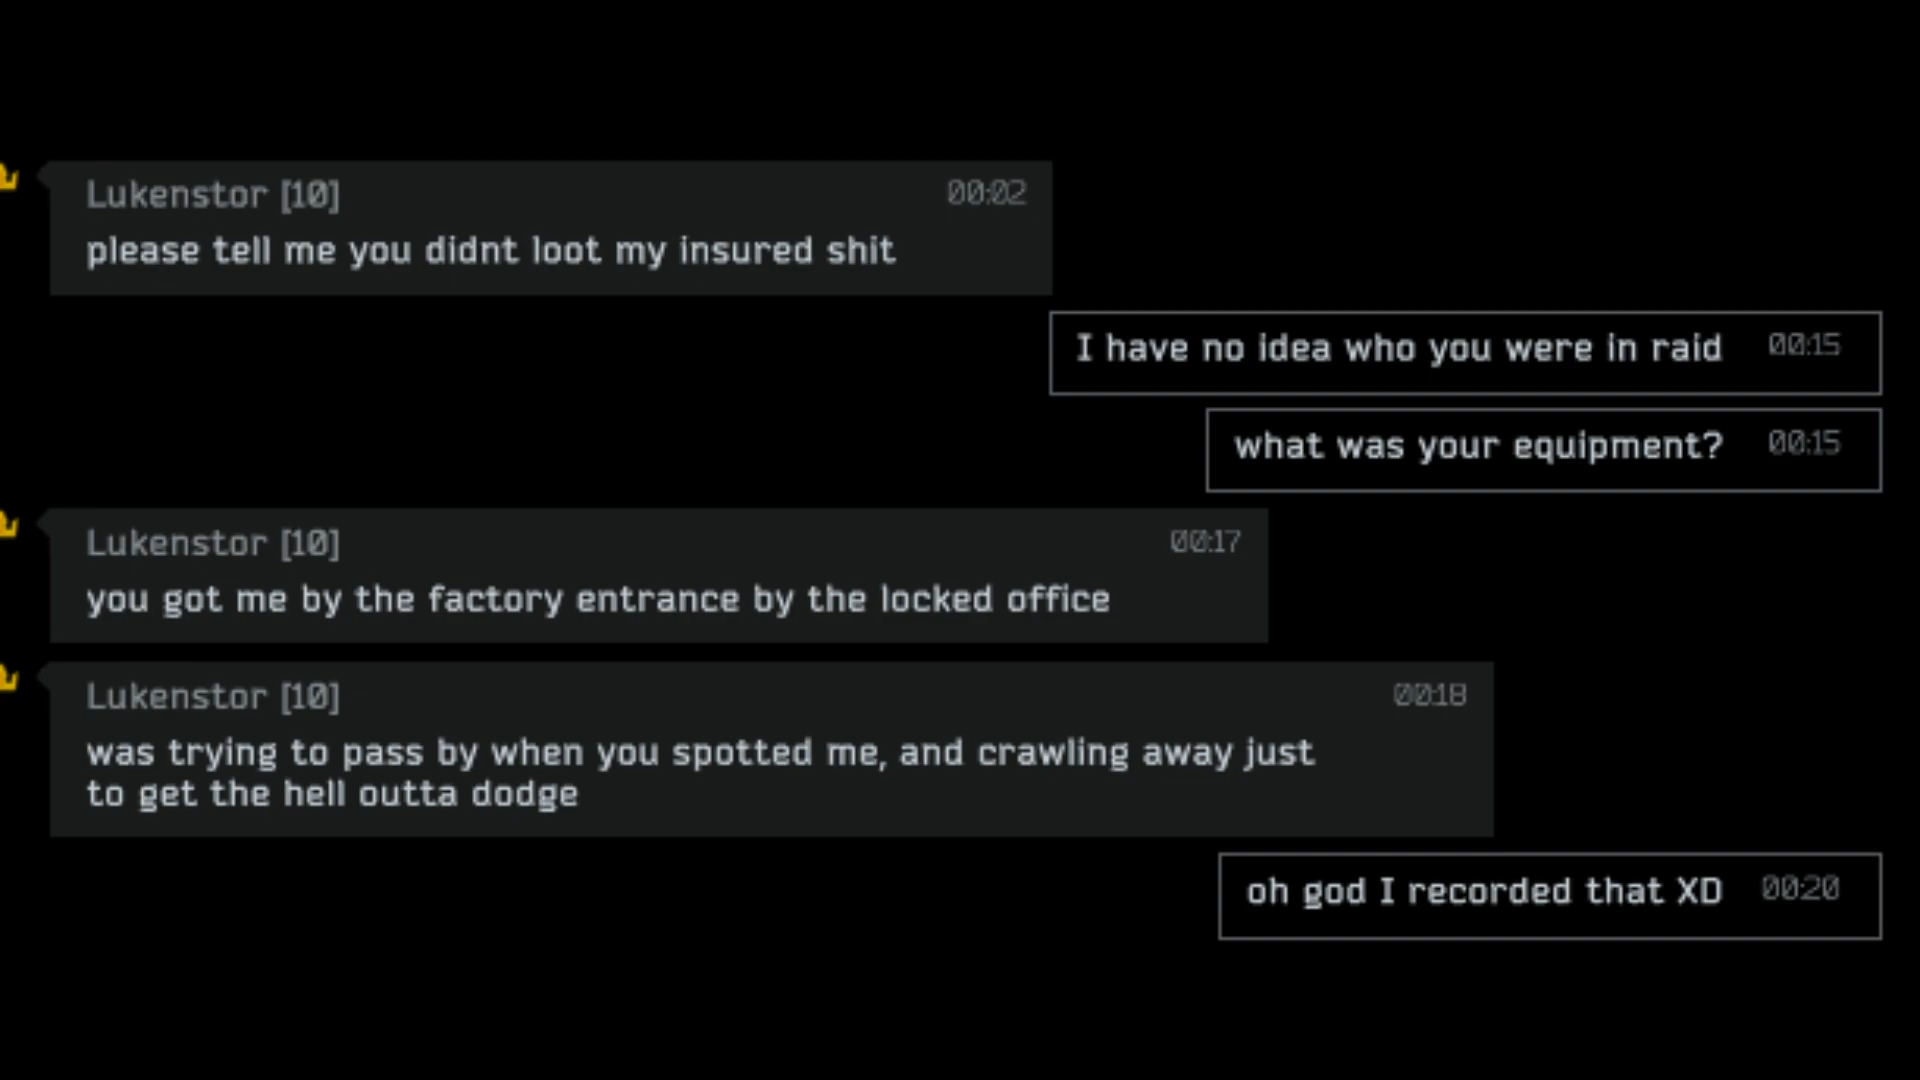 Lukenstor [10] 00:02
please tell me you didnt loot my insured shit
I have no idea who you were in raid 00:15
what was your equipment? 00:15
Lukenstor [10] 00:17
you got me by the factory entrance by the locked office
Lukenstor [10] 00:18
was trying to pass by when you spotted me, and crawling away just
to get the hell outta dodge
oh god I recorded that XD 00:20